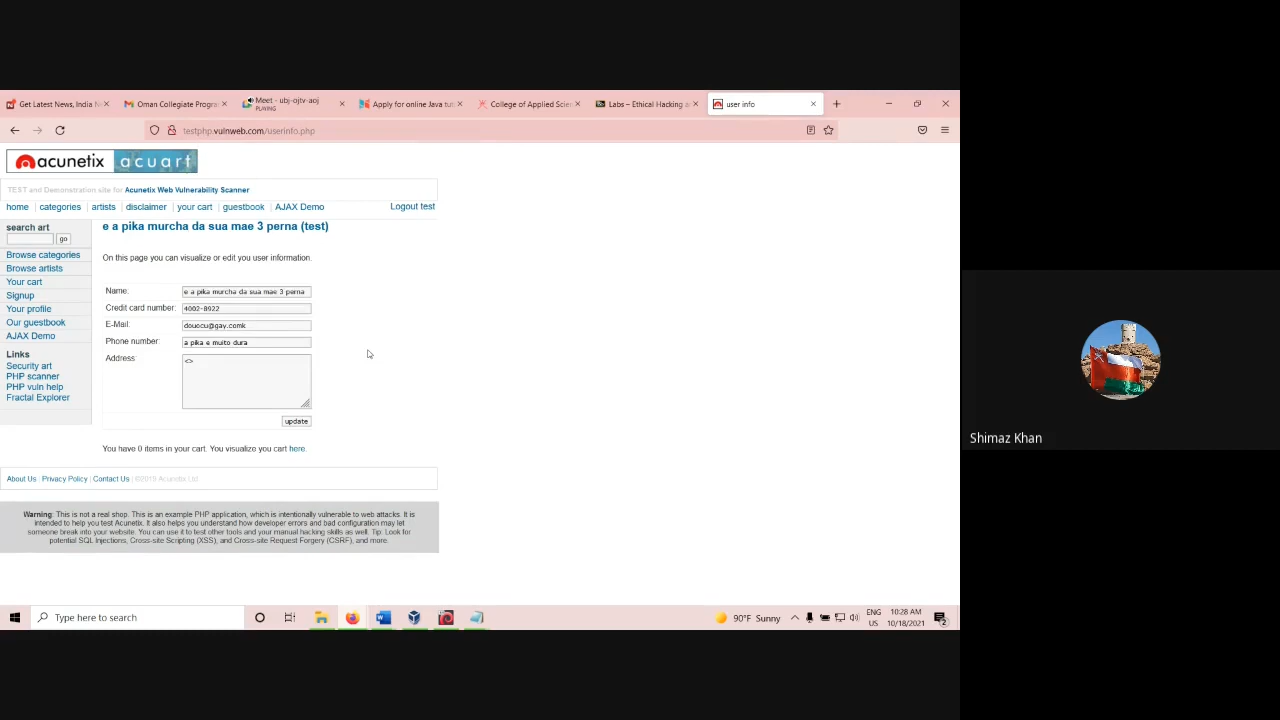 Get Latest News, India N
Oman Collegiate Progra
Meet - ubj-ojtv-aoj
PLAYING
Apply for online Java tut
College of Applied Scien
Labs – Ethical Hacking a
user info
testphp.vulnweb.com/userinfo.php
acunetix acuart
TEST and Demonstration site for Acunetix Web Vulnerability Scanner
home | categories | artists | disclaimer | your cart | guestbook | AJAX Demo
Logout test
search art
go
Browse categories
Browse artists
Your cart
Signup
Your profile
Our guestbook
AJAX Demo
Links
Security art
PHP scanner
PHP vuln help
Fractal Explorer
e a pika murcha da sua mae 3 perna (test)
On this page you can visualize or edit you user information.
Name: e a pika murcha da sua mae 3 perna
Credit card number: 4002-8922
E-Mail: douocu@gay.comk
Phone number: a pika e muito dura
Address: <>
update
You have 0 items in your cart. You visualize you cart here.
About Us | Privacy Policy | Contact Us | ©2019 Acunetix Ltd
Warning: This is not a real shop. This is an example PHP application, which is intentionally vulnerable to web attacks. It is
intended to help you test Acunetix. It also helps you understand how developer errors and bad configuration may let
someone break into your website. You can use it to test other tools and your manual hacking skills as well. Tip: Look for
potential SQL Injections, Cross-site Scripting (XSS), and Cross-site Request Forgery (CSRF), and more.
Type here to search
90°F Sunny
ENG
US
10:28 AM
10/18/2021
2
Shimaz Khan